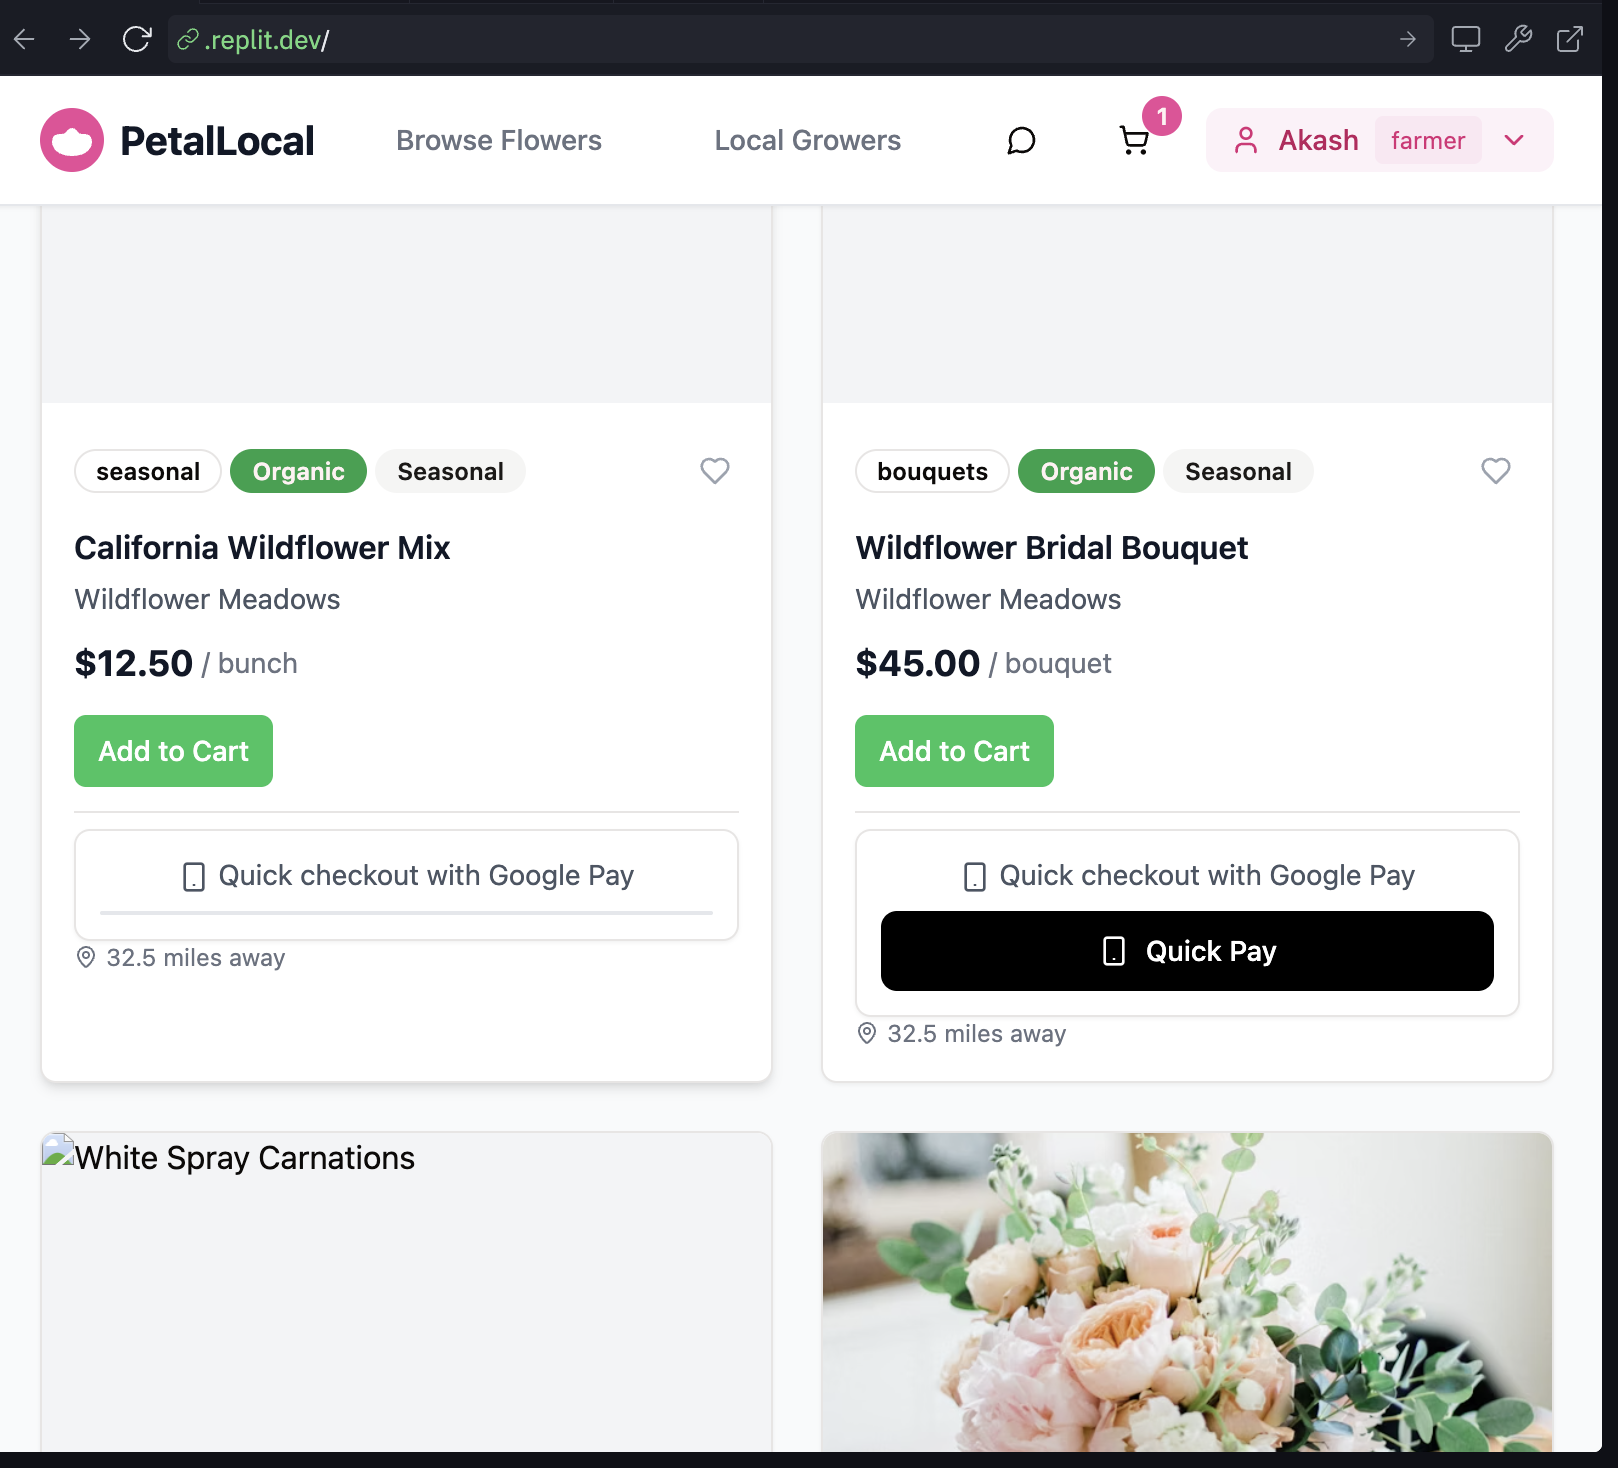 .replit.dev/
PetalLocal
Browse Flowers
Local Growers
1
Akash
farmer
seasonal
Organic
Seasonal
California Wildflower Mix
Wildflower Meadows
$12.50 / bunch
Add to Cart
Quick checkout with Google Pay
32.5 miles away
bouquets
Organic
Seasonal
Wildflower Bridal Bouquet
Wildflower Meadows
$45.00 / bouquet
Add to Cart
Quick checkout with Google Pay
Quick Pay
32.5 miles away
White Spray Carnations